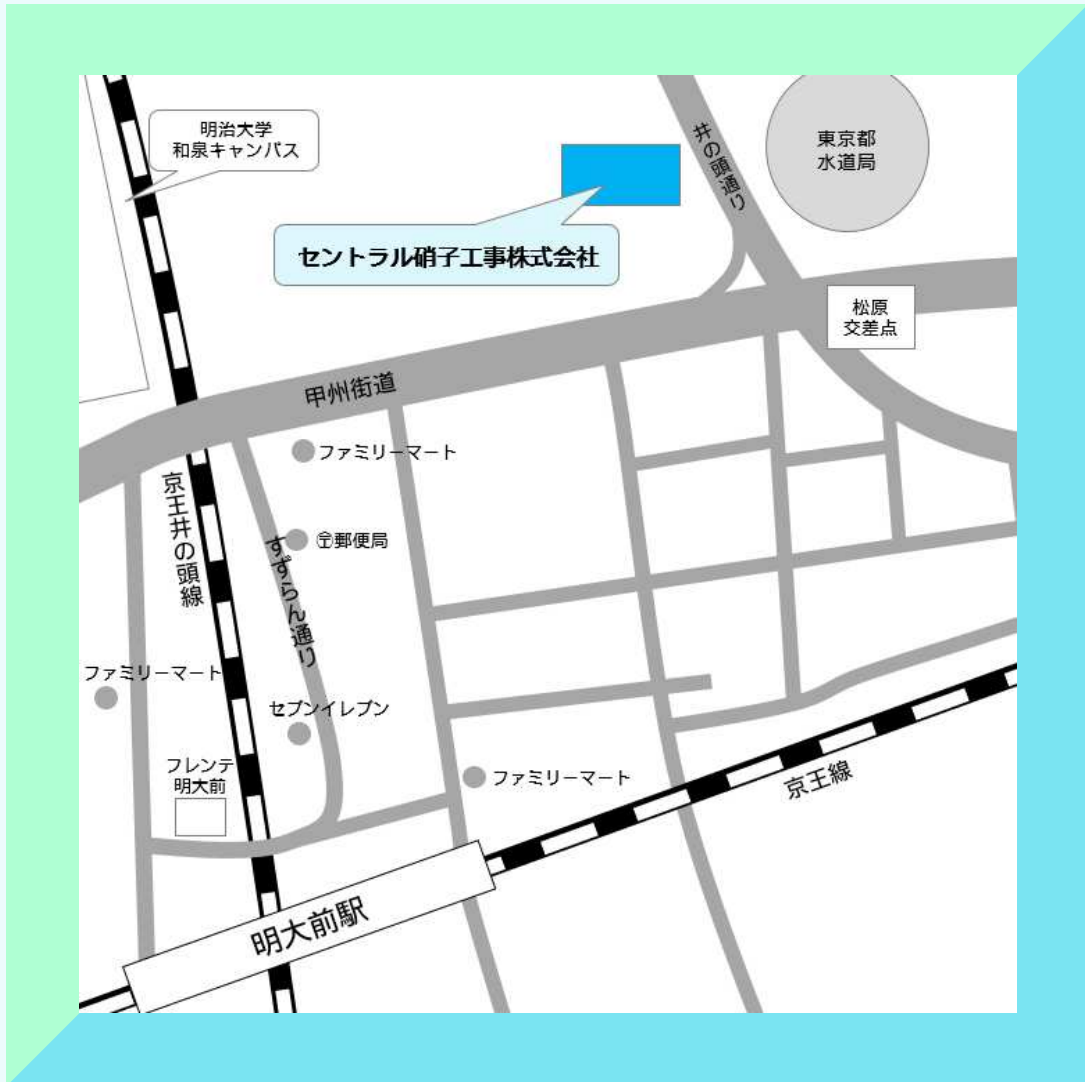 明治大学
和泉キャンパス
井の頭通り
東京都
水道局
セントラル硝子工事株式会社
松原
交差点
甲州街道
ファミリーマート
京王井の頭線
〶郵便局
すずらん通り
ファミリーマート
セブンイレブン
フレンテ
明大前
ファミリーマート
京王線
明大前駅